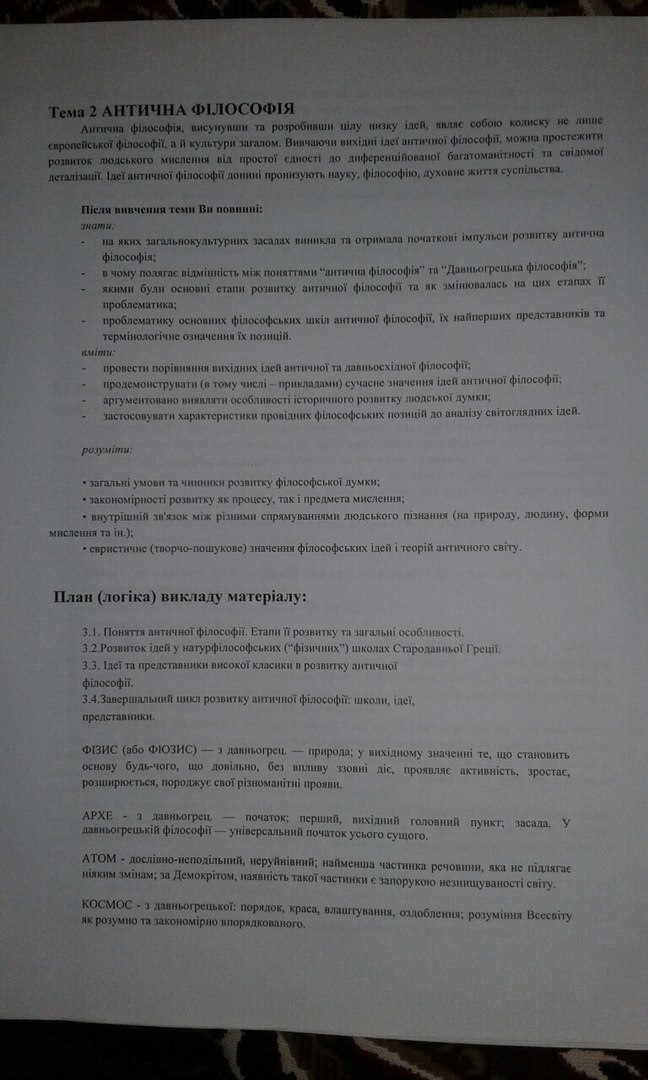 Тема 2 АНТИЧНА ФІЛОСОФІЯ
Антична філософія, висунувши та розробивши цілу низку ідей, являє собою колиску не лише
європейської філософії, а й культури загалом. Вивчаючи вихідні ідеї античної філософії, можна простежити
розвиток людського мислення від простої єдності до диференційованої багатоманітності та свідомої
деталізації. Ідеї античної філософії донині пронизують науку, філософію, духовне життя суспільства.
Після вивчення теми Ви повинні:
знати:
- на яких загальнокультурних засадах виникла та отримала початкові імпульси розвитку антична
філософія;
- в чому полягає відмінність між поняттями “антична філософія” та “Давньогрецька філософія”;
- якими були основні етапи розвитку античної філософії та як змінювалась на цих етапах її
проблематика;
- проблематику основних філософських шкіл античної філософії, їх найперших представників та
термінологічне означення їх позицій.
вміти:
- провести порівняння вихідних ідей античної та давньосхідної філософії;
- продемонструвати (в тому числі – прикладами) сучасне значення ідей античної філософії;
- аргументовано виявляти особливості історичного розвитку людської думки;
- застосовувати характеристики провідних філософських позицій до аналізу світоглядних ідей.
розуміти:
• загальні умови та чинники розвитку філософської думки;
• закономірності розвитку як процесу, так і предмета мислення;
• внутрішній зв'язок між різними спрямуваннями людського пізнання (на природу, людину, форми
мислення та ін.);
• евристичне (творчо-пошукове) значення філософських ідей і теорій античного світу.
План (логіка) викладу матеріалу:
3.1. Поняття античної філософії. Етапи її розвитку та загальні особливості.
3.2.Розвиток ідей у натурфілософських (“фізичних”) школах Стародавньої Греції.
3.3. Ідеї та представники високої класики в розвитку античної
філософії.
3.4.Завершальний цикл розвитку античної філософії: школи, ідеї,
представники.
ФІЗИС (або ФЮЗИС) — з давньогрец. — природа; у вихідному значенні те, що становить
основу будь-чого, що довільно, без впливу ззовні діє, проявляє активність, зростає,
розширюється, породжує свої різноманітні прояви.
АРХЕ - з давньогрец. — початок; перший, вихідний головний пункт; засада. У
давньогрецькій філософії — універсальний початок усього сущого.
АТОМ - дослівно-неподільний, неруйнівний; найменша частинка речовини, яка не підлягає
ніяким змінам; за Демокрітом, наявність такої частинки є запорукою незнищуваності світу.
КОСМОС - з давньогрецької: порядок, краса, влаштування, оздоблення; розуміння Всесвіту
як розумно та закономірно впорядкованого.